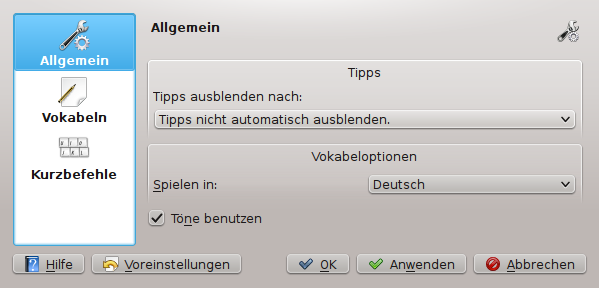 Allgemein
Vokabeln
Kurzbefehle
Allgemein
Tipps
Tipps ausblenden nach:
Tipps nicht automatisch ausblenden.
Vokabeloptionen
Spielen in: Deutsch
Töne benutzen
Hilfe Voreinstellungen OK Anwenden Abbrechen